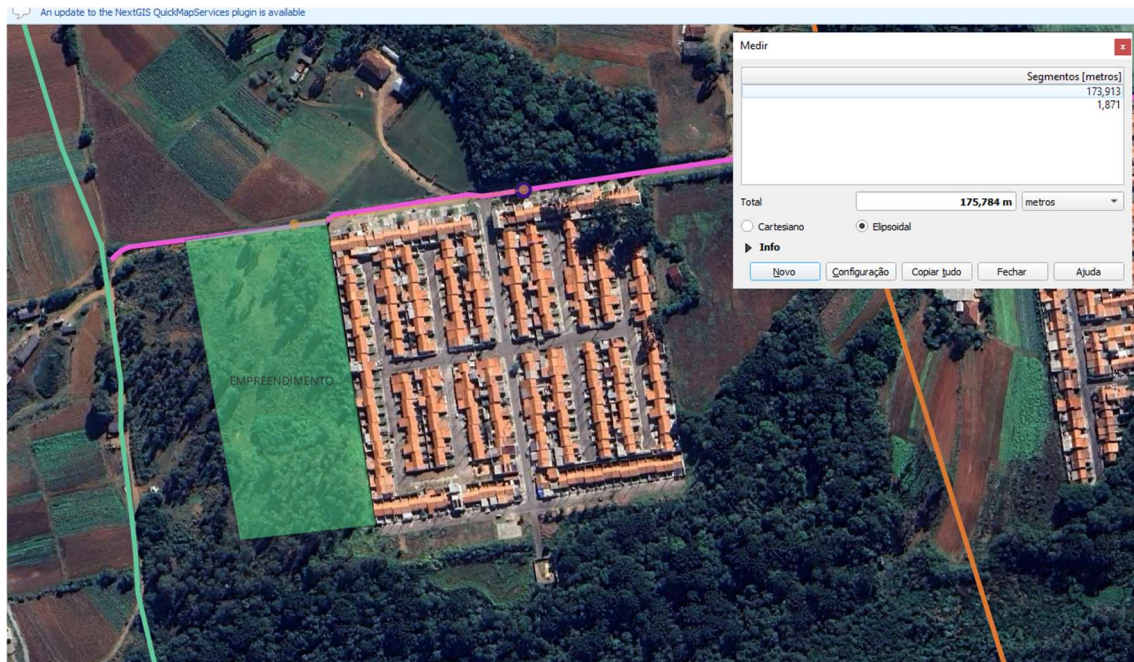 An update to the NextGIS QuickMapServices plugin is available
Medir
x
Segmentos [metros]
173,913
1,871
Total
175,784 m
metros
Cartesiano
Elipsoidal
Info
Novo
Configuração
Copiar tudo
Fechar
Ajuda
EMPREENDIMENTO